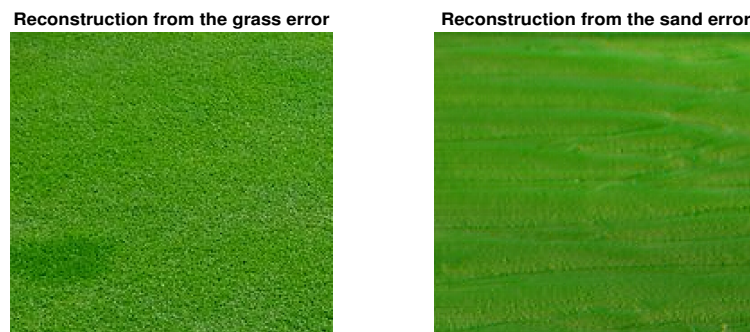 Reconstruction from the grass error
Reconstruction from the sand error